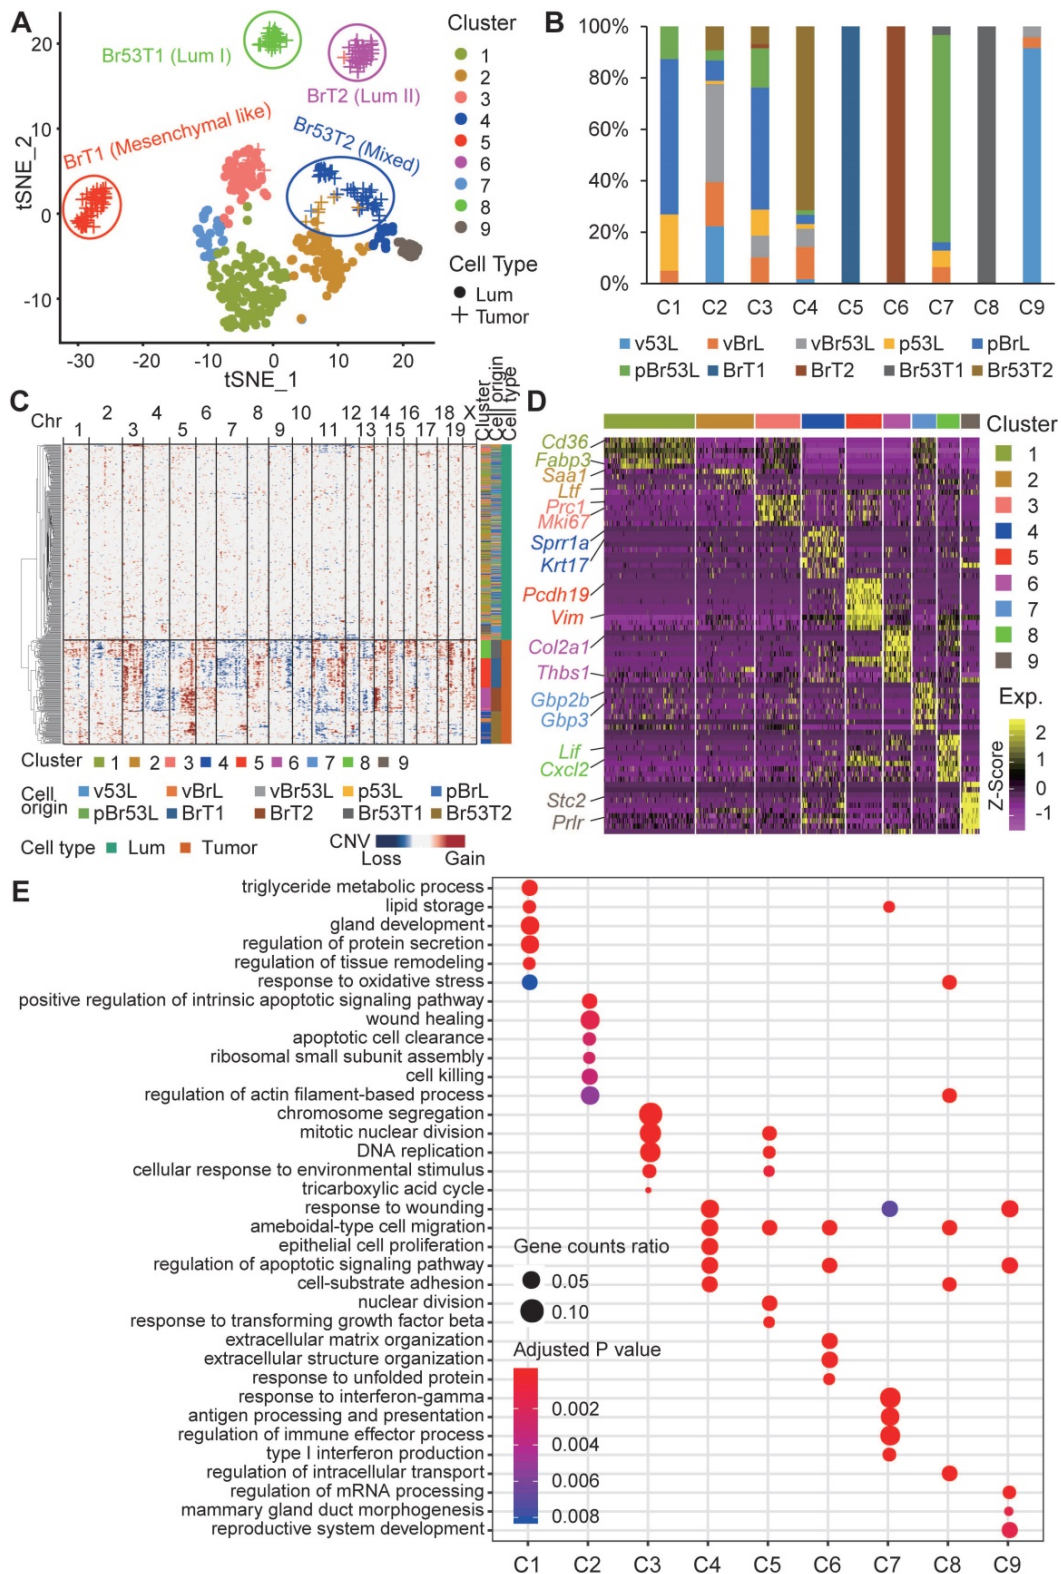 A
20
10
0
-10
tSNE_2
-30
-20
-10
0
10
20
tSNE_1
Br53T1 (Lum I)
BrT2 (Lum II)
BrT1 (Mesenchymal like)
Br53T2 (Mixed)
Cluster
1
2
3
4
5
6
7
8
9
Cell Type
Lum
Tumor
B
100%
80%
60%
40%
20%
0%
C1 C2 C3 C4 C5 C6 C7 C8 C9
v53L vBrL vBr53L p53L pBrL
pBr53L BrT1 BrT2 Br53T1 Br53T2
C
Chr
2 4 6 8 10 12 14 16 18 X
1 3 5 7 9 11 13 15 17 19
Cluster
Cell origin
Cell type
Cluster 1 2 3 4 5 6 7 8 9
Cell origin
v53L vBrL vBr53L p53L pBrL
pBr53L BrT1 BrT2 Br53T1 Br53T2
Cell type Lum Tumor
CNV
Loss Gain
D
Cd36
Fabp3
Saa1
Ltf
Prc1
Mki67
Sprr1a
Krt17
Pcdh19
Vim
Col2a1
Thbs1
Gbp2b
Gbp3
Lif
Cxcl2
Stc2
Prlr
Cluster
1
2
3
4
5
6
7
8
9
Exp.
Z-Score
2
1
0
-1
E
triglyceride metabolic process
lipid storage
gland development
regulation of protein secretion
regulation of tissue remodeling
response to oxidative stress
positive regulation of intrinsic apoptotic signaling pathway
wound healing
apoptotic cell clearance
ribosomal small subunit assembly
cell killing
regulation of actin filament-based process
chromosome segregation
mitotic nuclear division
DNA replication
cellular response to environmental stimulus
tricarboxylic acid cycle
response to wounding
ameboidal-type cell migration
epithelial cell proliferation
regulation of apoptotic signaling pathway
cell-substrate adhesion
nuclear division
response to transforming growth factor beta
extracellular matrix organization
extracellular structure organization
response to unfolded protein
response to interferon-gamma
antigen processing and presentation
regulation of immune effector process
type I interferon production
regulation of intracellular transport
regulation of mRNA processing
mammary gland duct morphogenesis
reproductive system development
Gene counts ratio
0.05
0.10
Adjusted P value
0.002
0.004
0.006
0.008
C1 C2 C3 C4 C5 C6 C7 C8 C9